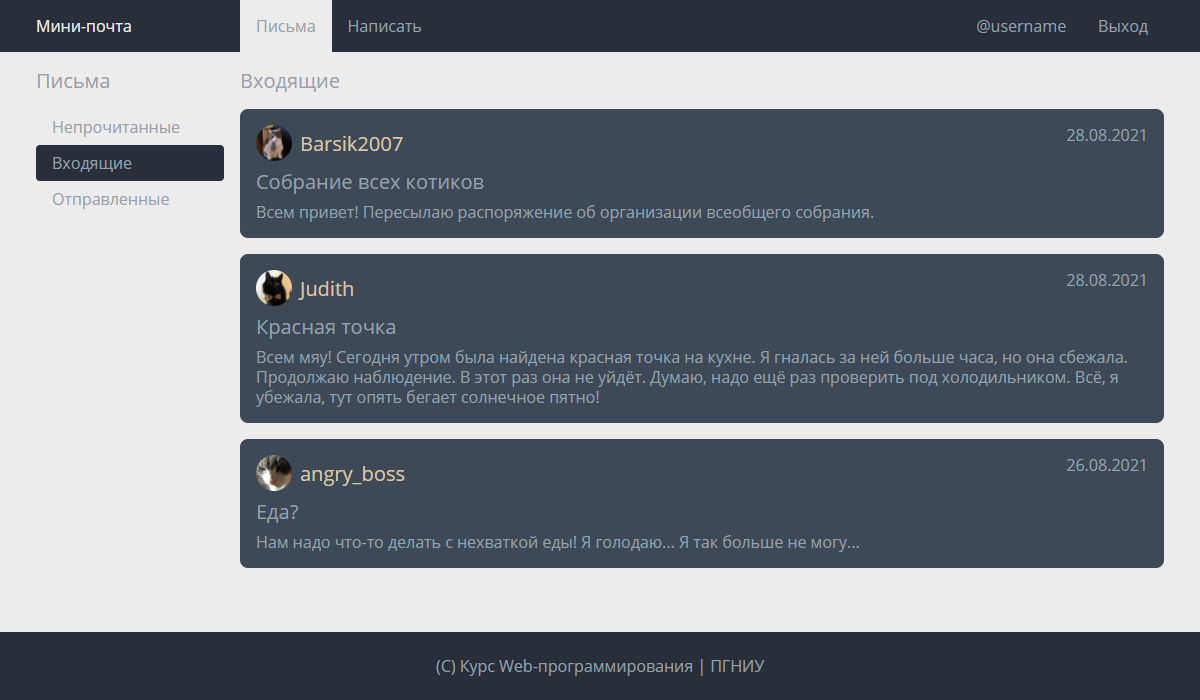 Мини-почта
Письма
Написать
@username
Выход
Письма
Непрочитанные
Входящие
Отправленные
Входящие
Barsik2007
28.08.2021
Собрание всех котиков
Всем привет! Пересылаю распоряжение об организации всеобщего собрания.
Judith
28.08.2021
Красная точка
Всем мяу! Сегодня утром была найдена красная точка на кухне. Я гналась за ней больше часа, но она сбежала.
Продолжаю наблюдение. В этот раз она не уйдёт. Думаю, надо ещё раз проверить под холодильником. Всё, я
убежала, тут опять бегает солнечное пятно!
angry_boss
26.08.2021
Еда?
Нам надо что-то делать с нехваткой еды! Я голодаю... Я так больше не могу...
(C) Курс Web-программирования | ПГНИУ